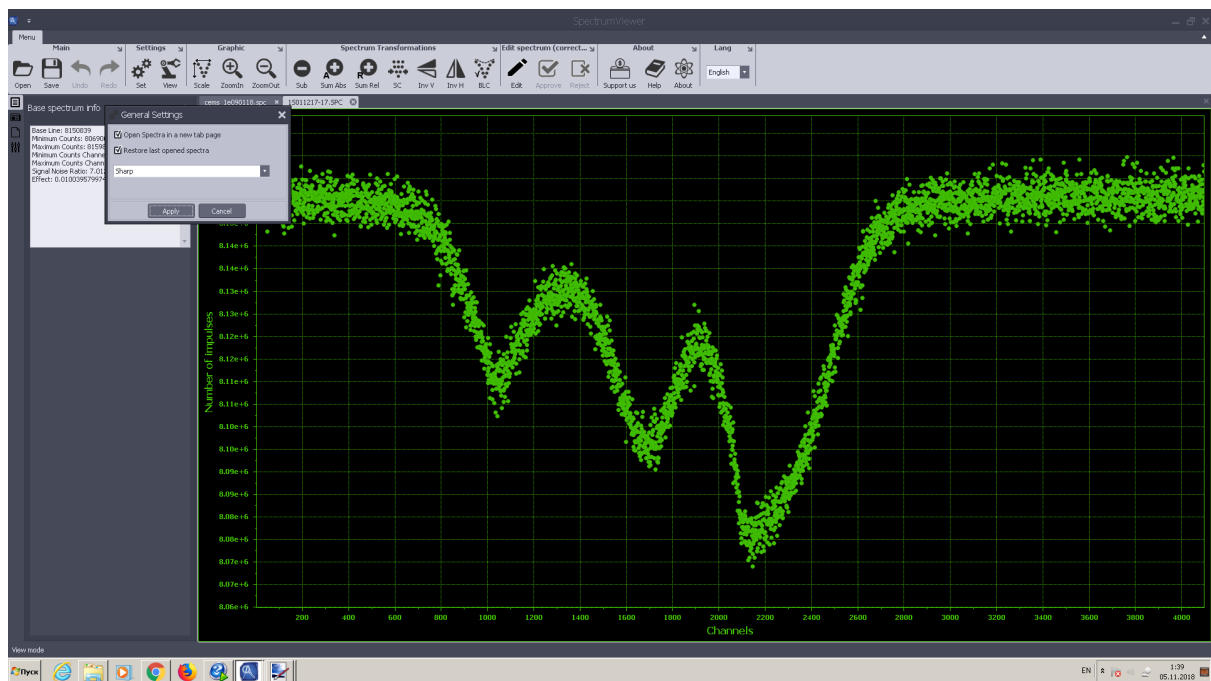 SpectrumViewer
Menu
Main
Settings
Graphic
Spectrum Transformations
Edit spectrum (correct...
About
Lang
Open
Save
Undo
Redo
Set
View
Scale
ZoomIn
ZoomOut
Sub
Sum Abs
Sum Rel
SC
Inv V
Inv H
BLC
Edit
Approve
Reject
Support us
Help
About
English
Base spectrum info
cems_1e090118.spc
15011217-17.SPC
Base Line: 8150839
Minimum Counts: 80690
Maximum Counts: 81598
Minimum Counts Channe
Maximum Counts Chann
Signal Noise Ratio: 7.01
Effect: 0.0100395799
General Settings
Open Spectra in a new tab page
Restore last opened spectra
Sharp
Apply
Cancel
8.14e+6
8.14e+6
8.13e+6
8.13e+6
8.12e+6
8.12e+6
8.11e+6
8.11e+6
8.10e+6
8.10e+6
8.09e+6
8.09e+6
8.08e+6
8.08e+6
8.07e+6
8.07e+6
8.06e+6
Number of impulses
200 400 600 800 1000 1200 1400 1600 1800 2000 2200 2400 2600 2800 3000 3200 3400 3600 3800 4000
Channels
View mode
Пуск
EN
1:39
05.11.2018